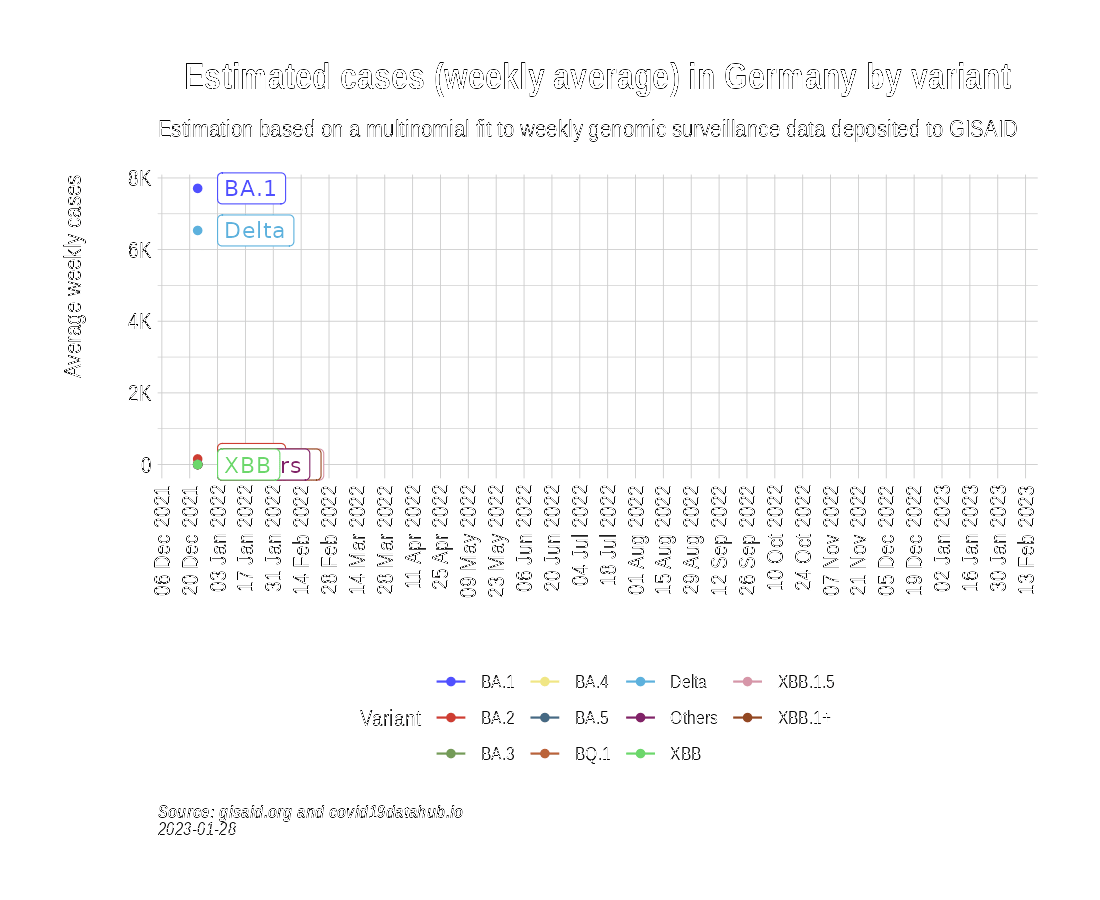 Estimated cases (weekly average) in Germany by variant
Estimation based on a multinomial fit to weekly genomic surveillance data deposited to GISAID
Average weekly cases
8K
6K
4K
2K
0
BA.1
Delta
XBB
rs
06 Dec 2021
20 Dec 2021
03 Jan 2022
17 Jan 2022
31 Jan 2022
14 Feb 2022
28 Feb 2022
14 Mar 2022
28 Mar 2022
11 Apr 2022
25 Apr 2022
09 May 2022
23 May 2022
06 Jun 2022
20 Jun 2022
04 Jul 2022
18 Jul 2022
01 Aug 2022
15 Aug 2022
29 Aug 2022
12 Sep 2022
26 Sep 2022
10 Oct 2022
24 Oct 2022
07 Nov 2022
21 Nov 2022
05 Dec 2022
19 Dec 2022
02 Jan 2023
16 Jan 2023
30 Jan 2023
13 Feb 2023
Variant
BA.1 BA.4 Delta XBB.1.5
BA.2 BA.5 Others XBB.1+
BA.3 BQ.1 XBB
Source: gisaid.org and covid19datahub.io
2023-01-28